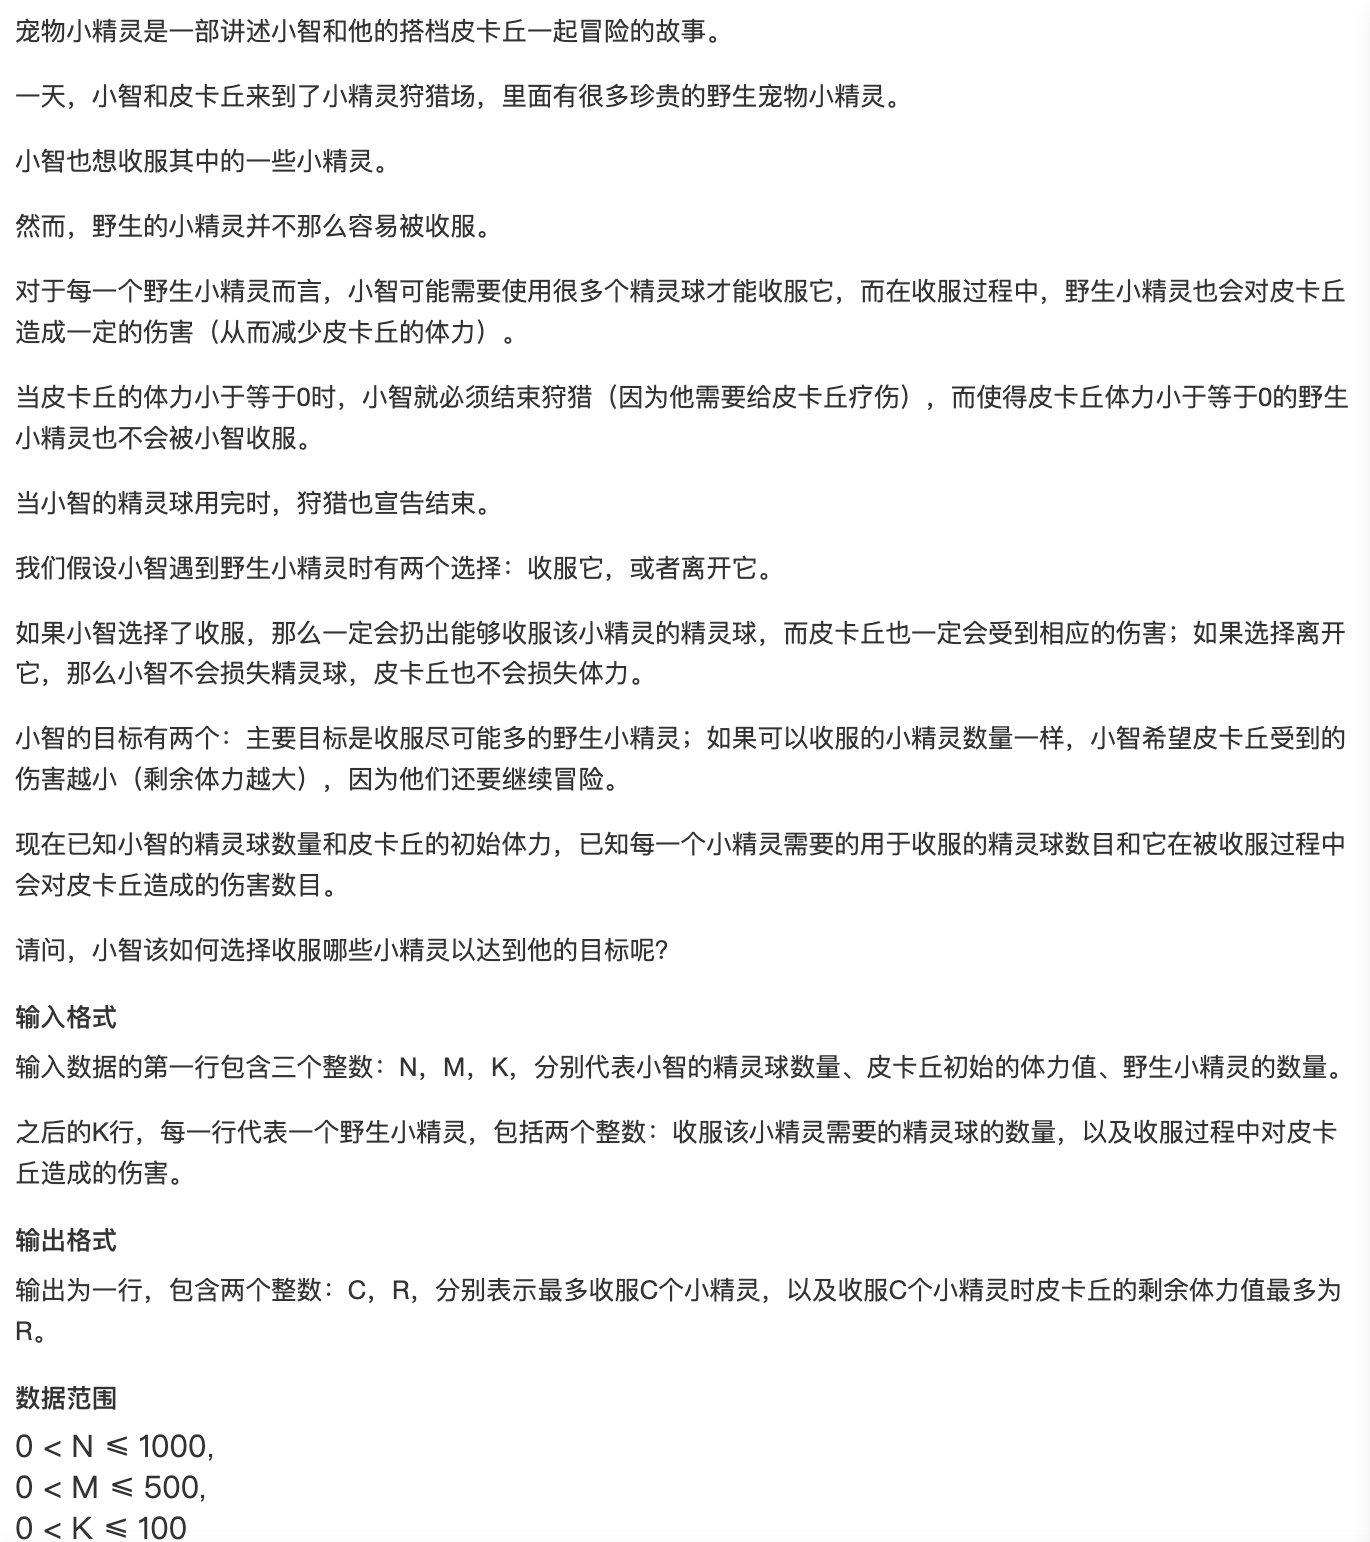 宠物小精灵是一部讲述小智和他的搭档皮卡丘一起冒险的故事。
一天，小智和皮卡丘来到了小精灵狩猎场，里面有很多珍贵的野生宠物小精灵。
小智也想收服其中的一些小精灵。
然而，野生的小精灵并不那么容易被收服。
对于每一个野生小精灵而言，小智可能需要使用很多个精灵球才能收服它，而在收服过程中，野生小精灵也会对皮卡丘
造成一定的伤害（从而减少皮卡丘的体力）。
当皮卡丘的体力小于等于0时，小智就必须结束狩猎（因为他需要给皮卡丘疗伤），而使得皮卡丘体力小于等于0的野生
小精灵也不会被小智收服。
当小智的精灵球用完时，狩猎也宣告结束。
我们假设小智遇到野生小精灵时有两个选择：收服它，或者离开它。
如果小智选择了收服，那么一定会扔出能够收服该小精灵的精灵球，而皮卡丘也一定会受到相应的伤害；如果选择离开
它，那么小智不会损失精灵球，皮卡丘也不会损失体力。
小智的目标有两个：主要目标是收服尽可能多的野生小精灵；如果可以收服的小精灵数量一样，小智希望皮卡丘受到的
伤害越小（剩余体力越大），因为他们还要继续冒险。
现在已知小智的精灵球数量和皮卡丘的初始体力，已知每一个小精灵需要的用于收服的精灵球数目和它在被收服过程中
会对皮卡丘造成的伤害数目。
请问，小智该如何选择收服哪些小精灵以达到他的目标呢？
输入格式
输入数据的第一行包含三个整数：N，M，K，分别代表小智的精灵球数量、皮卡丘初始的体力值、野生小精灵的数量。
之后的K行，每一行代表一个野生小精灵，包括两个整数：收服该小精灵需要的精灵球的数量，以及收服过程中对皮卡
丘造成的伤害。
输出格式
输出为一行，包含两个整数：C，R，分别表示最多收服C个小精灵，以及收服C个小精灵时皮卡丘的剩余体力值最多为
R。
数据范围
0 < N ⩽ 1000,
0 < M ⩽ 500,
0 < K ⩽ 100